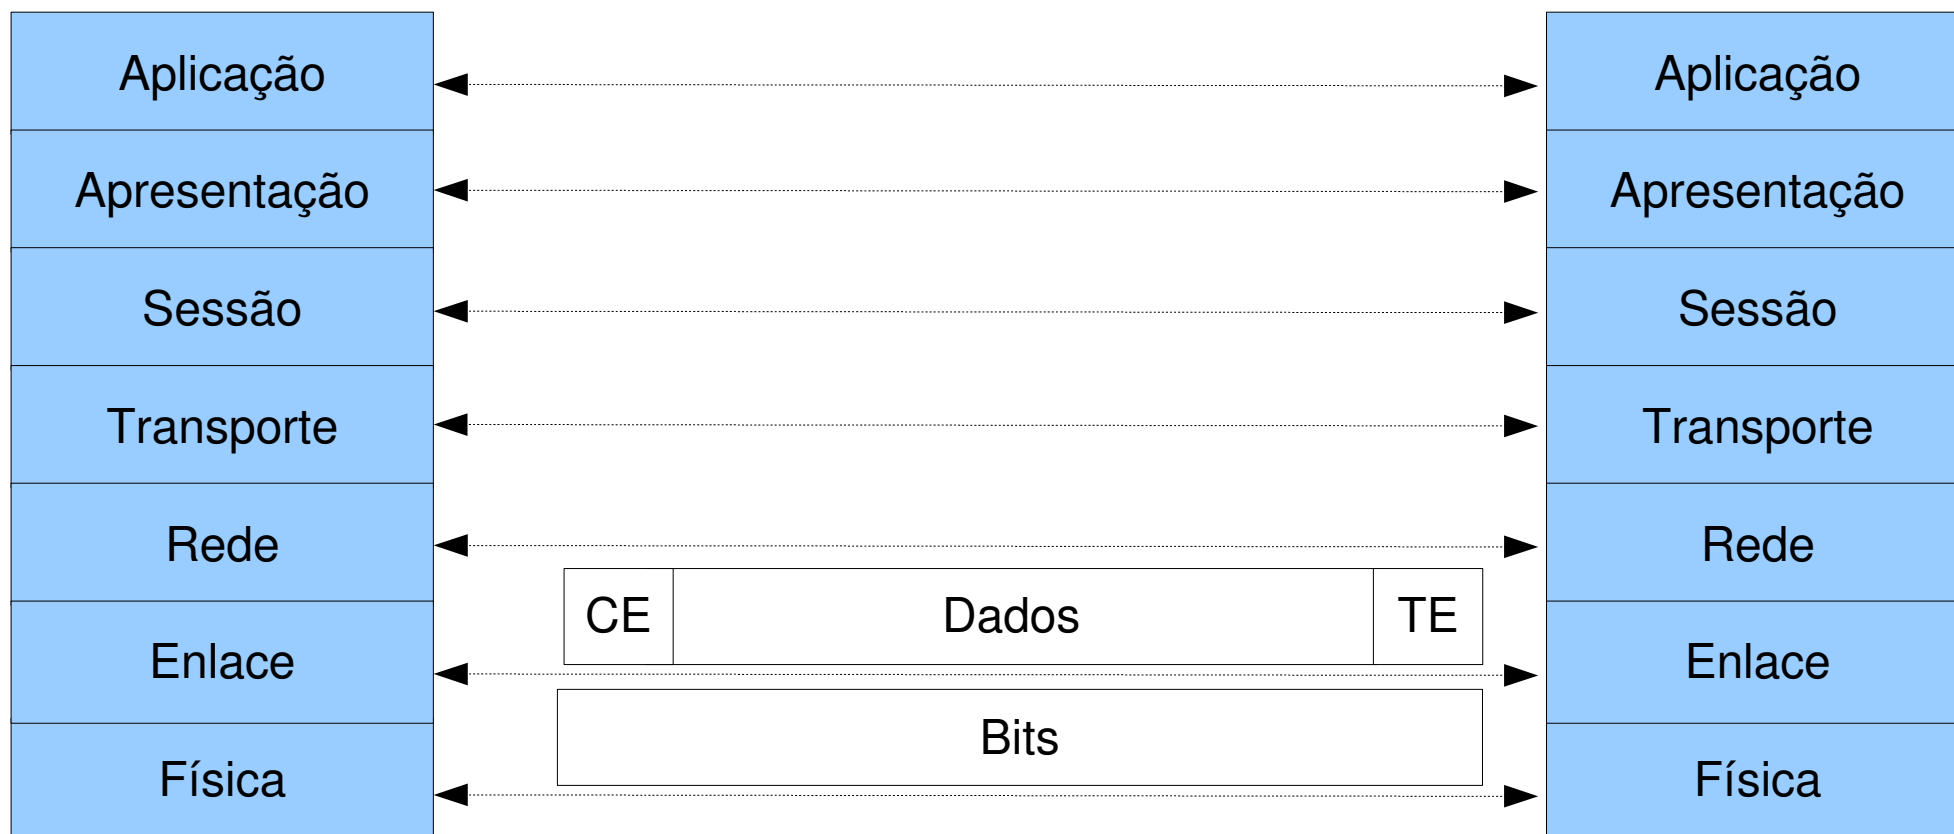 Aplicação
Aplicação
Apresentação
Apresentação
Sessão
Sessão
Transporte
Transporte
Rede
Rede
CE Dados TE
Enlace
Enlace
Bits
Física
Física